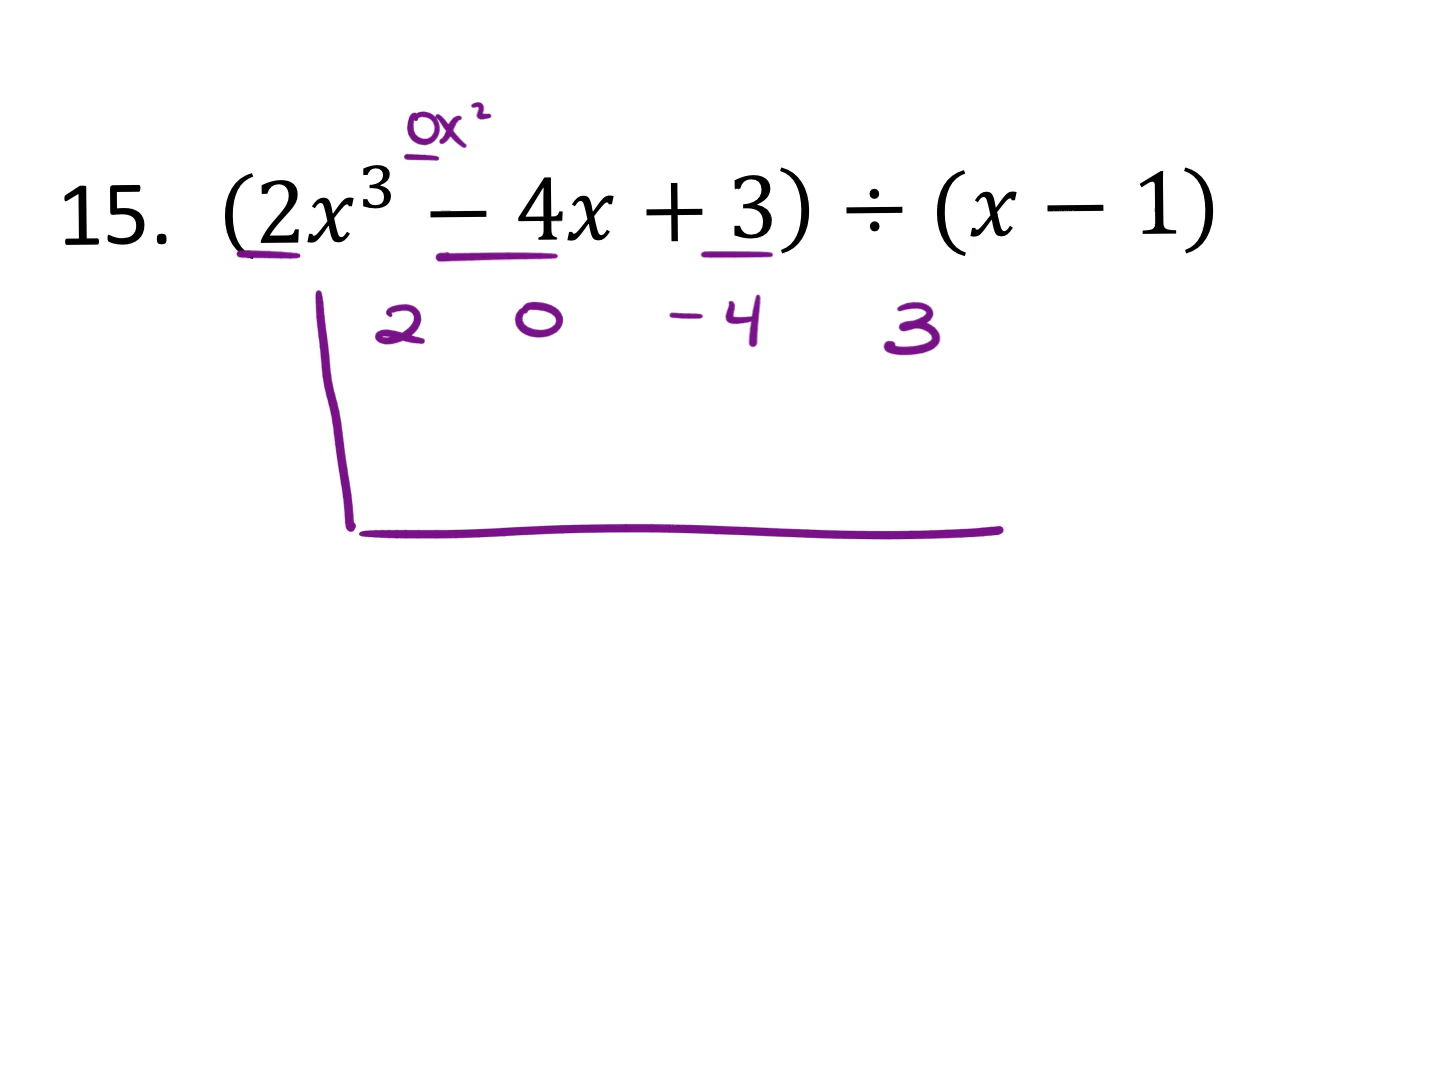 0x²
15. (2x³ − 4x + 3) ÷ (x − 1)
2 0 -4 3